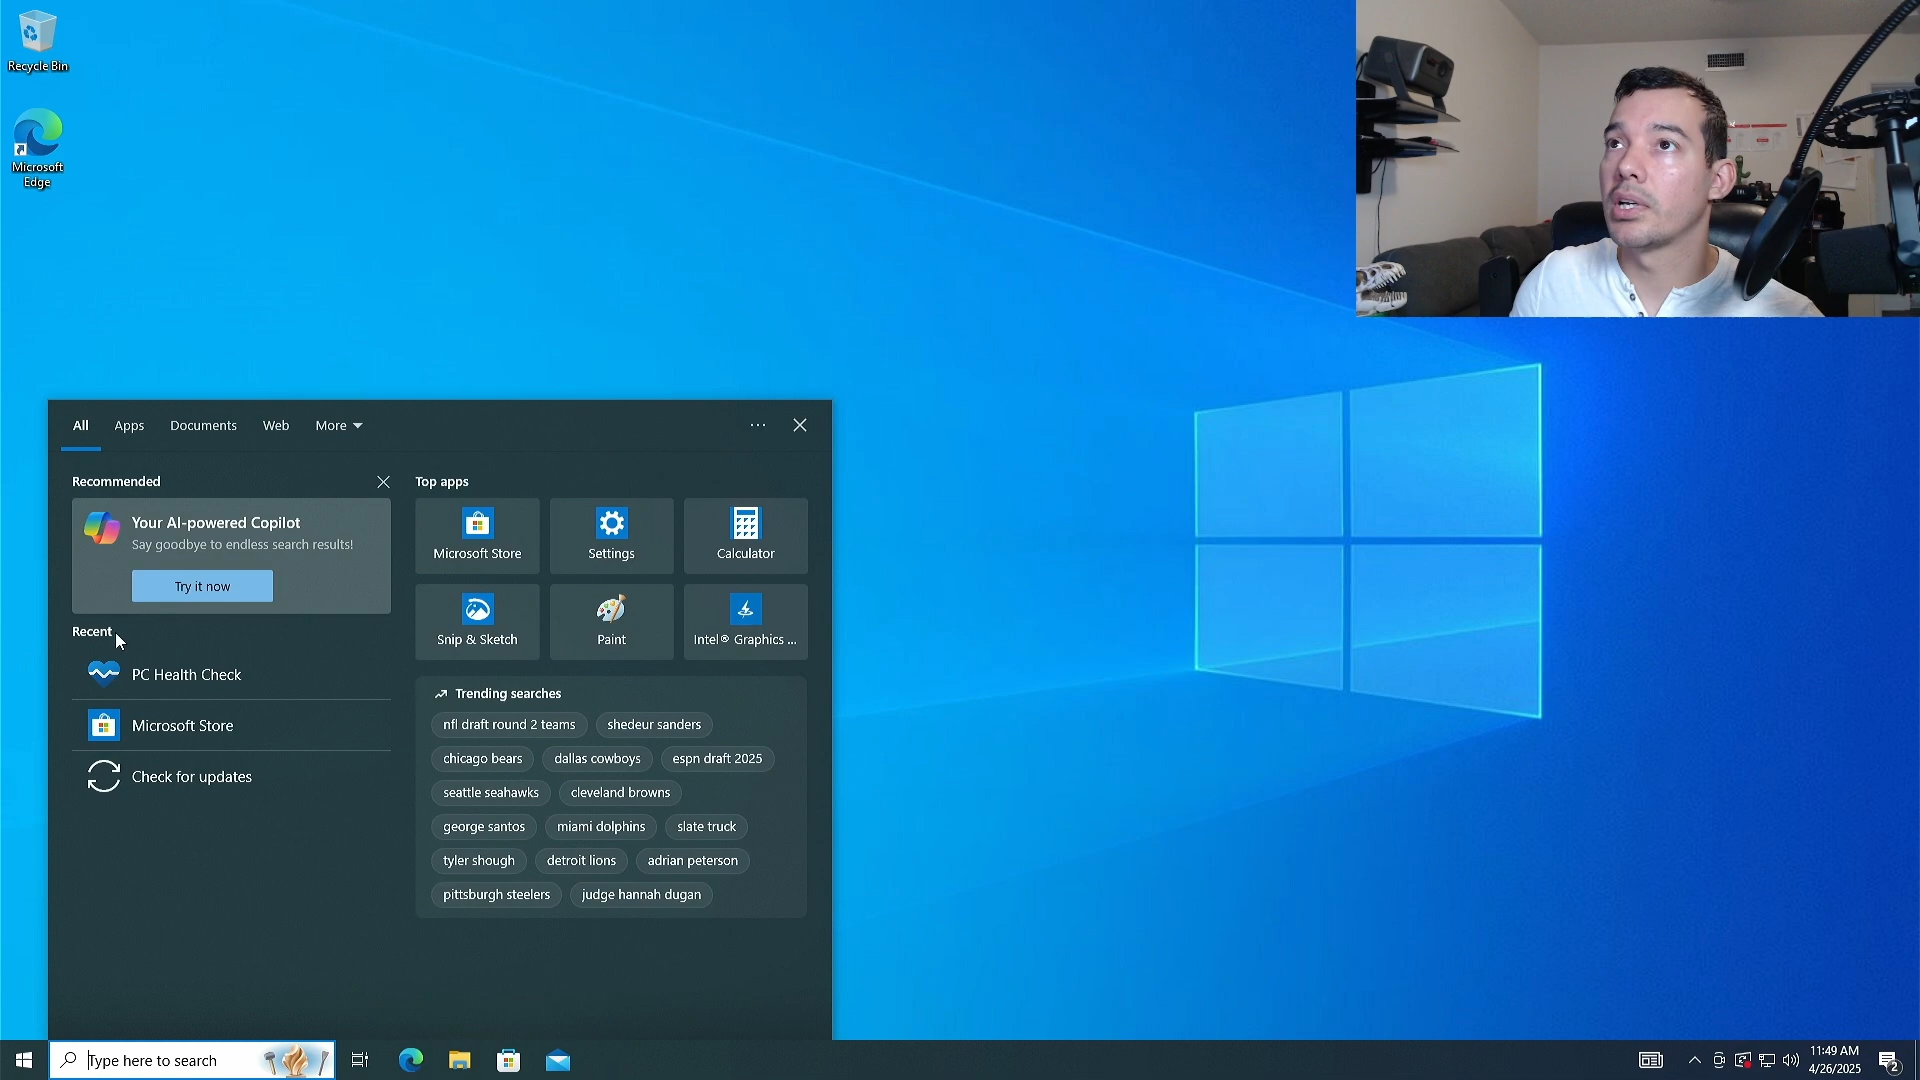 Recycle Bin
Microsoft
Edge
All
Apps
Documents
Web
More
Recommended
Your AI-powered Copilot
Say goodbye to endless search results!
Try it now
Recent
PC Health Check
Microsoft Store
Check for updates
Top apps
Microsoft Store
Settings
Calculator
Snip & Sketch
Paint
Intel® Graphics ...
Trending searches
nfl draft round 2 teams
shedeur sanders
chicago bears
dallas cowboys
espn draft 2025
seattle seahawks
cleveland browns
george santos
miami dolphins
slate truck
tyler shough
detroit lions
adrian peterson
pittsburgh steelers
judge hannah dugan
Type here to search
11:49 AM
4/26/2025
2